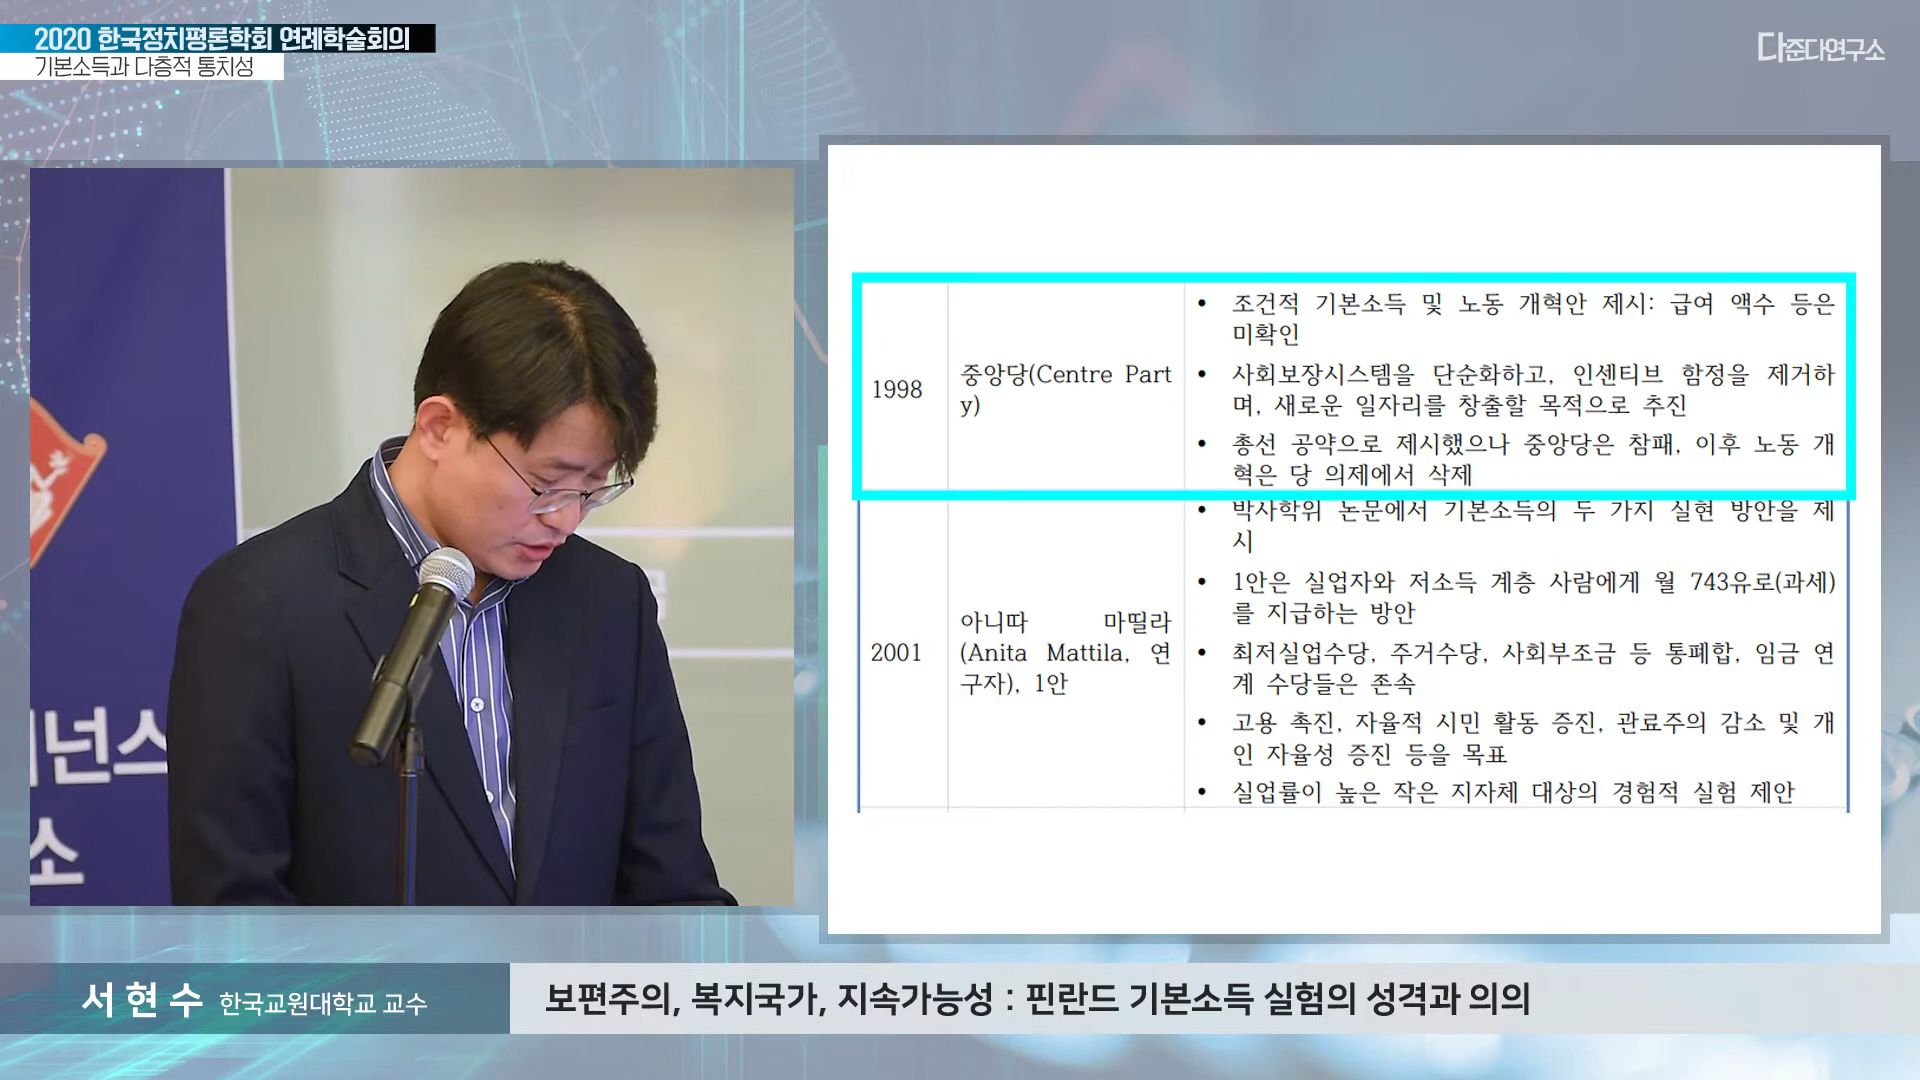 2020 한국정치평론학회 연례학술회의
기본소득과 다층적 통치성
다준다연구소
넌스
소
1998
중앙당(Centre Part
y)
• 조건적 기본소득 및 노동 개혁안 제시: 급여 액수 등은
미확인
• 사회보장시스템을 단순화하고, 인센티브 함정을 제거하
며, 새로운 일자리를 창출할 목적으로 추진
• 총선 공약으로 제시했으나 중앙당은 참패, 이후 노동 개
혁은 당 의제에서 삭제
2001
아니따 마띨라
(Anita Mattila, 연
구자), 1안
• 박사학위 논문에서 기본소득의 두 가지 실현 방안을 제
시
• 1안은 실업자와 저소득 계층 사람에게 월 743유로(과세)
를 지급하는 방안
• 최저실업수당, 주거수당, 사회부조금 등 통폐합, 임금 연
계 수당들은 존속
• 고용 촉진, 자율적 시민 활동 증진, 관료주의 감소 및 개
인 자율성 증진 등을 목표
• 실업률이 높은 작은 지자체 대상의 경험적 실험 제안
서현수 한국교원대학교 교수
보편주의, 복지국가, 지속가능성 : 핀란드 기본소득 실험의 성격과 의의